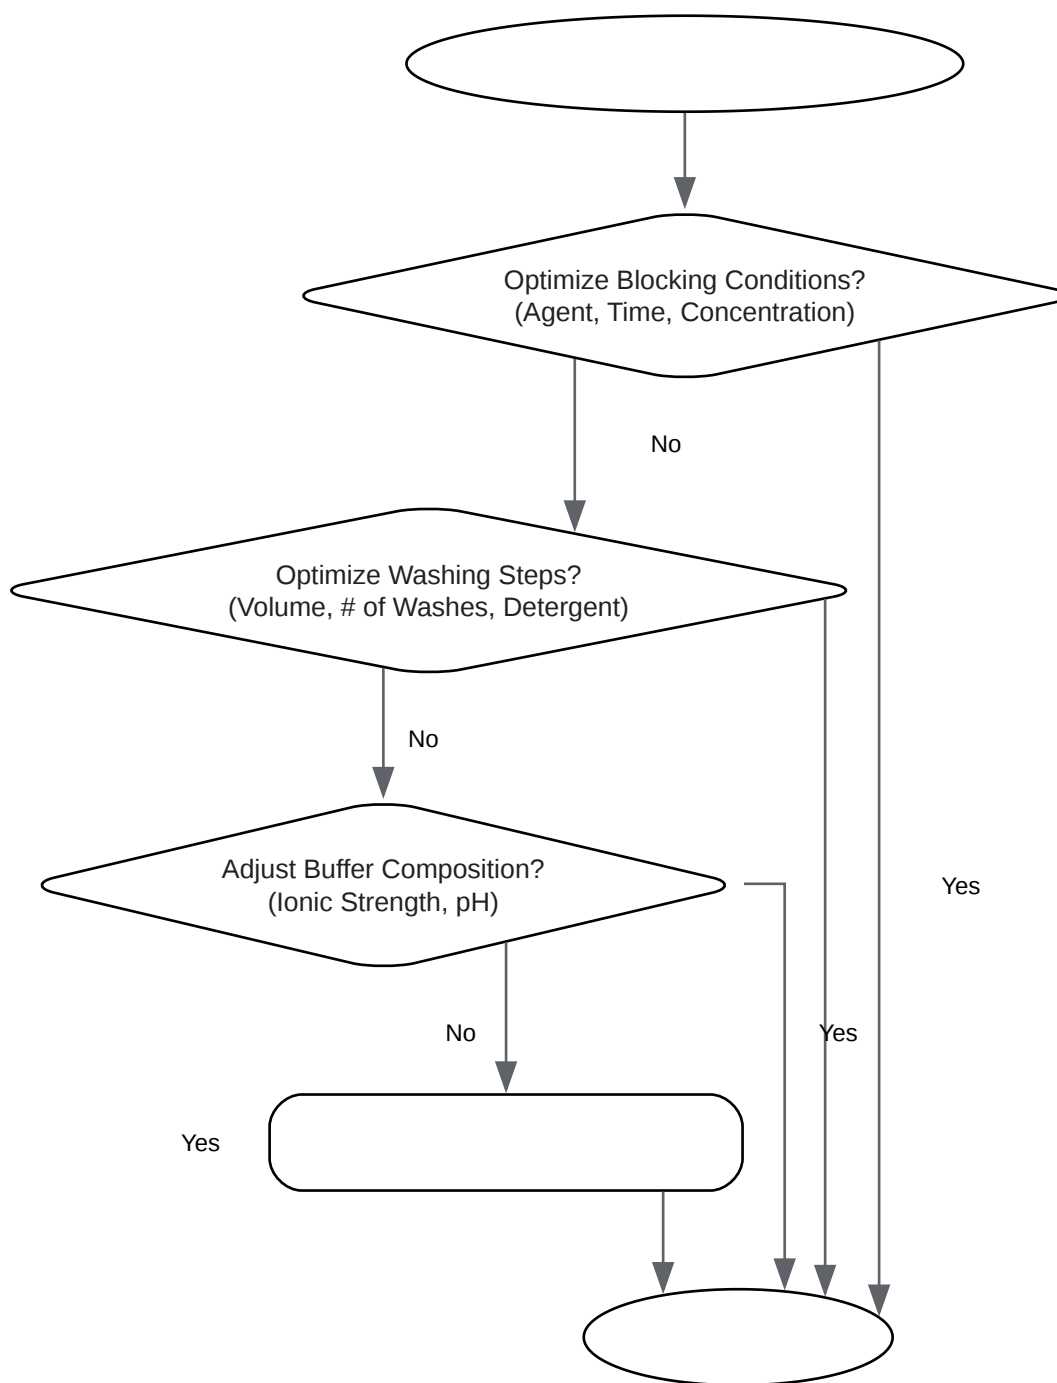 Optimize Blocking Conditions?
(Agent, Time, Concentration)
No
Optimize Washing Steps?
(Volume, # of Washes, Detergent)
No
Adjust Buffer Composition?
(Ionic Strength, pH)
Yes
No
Yes
Yes